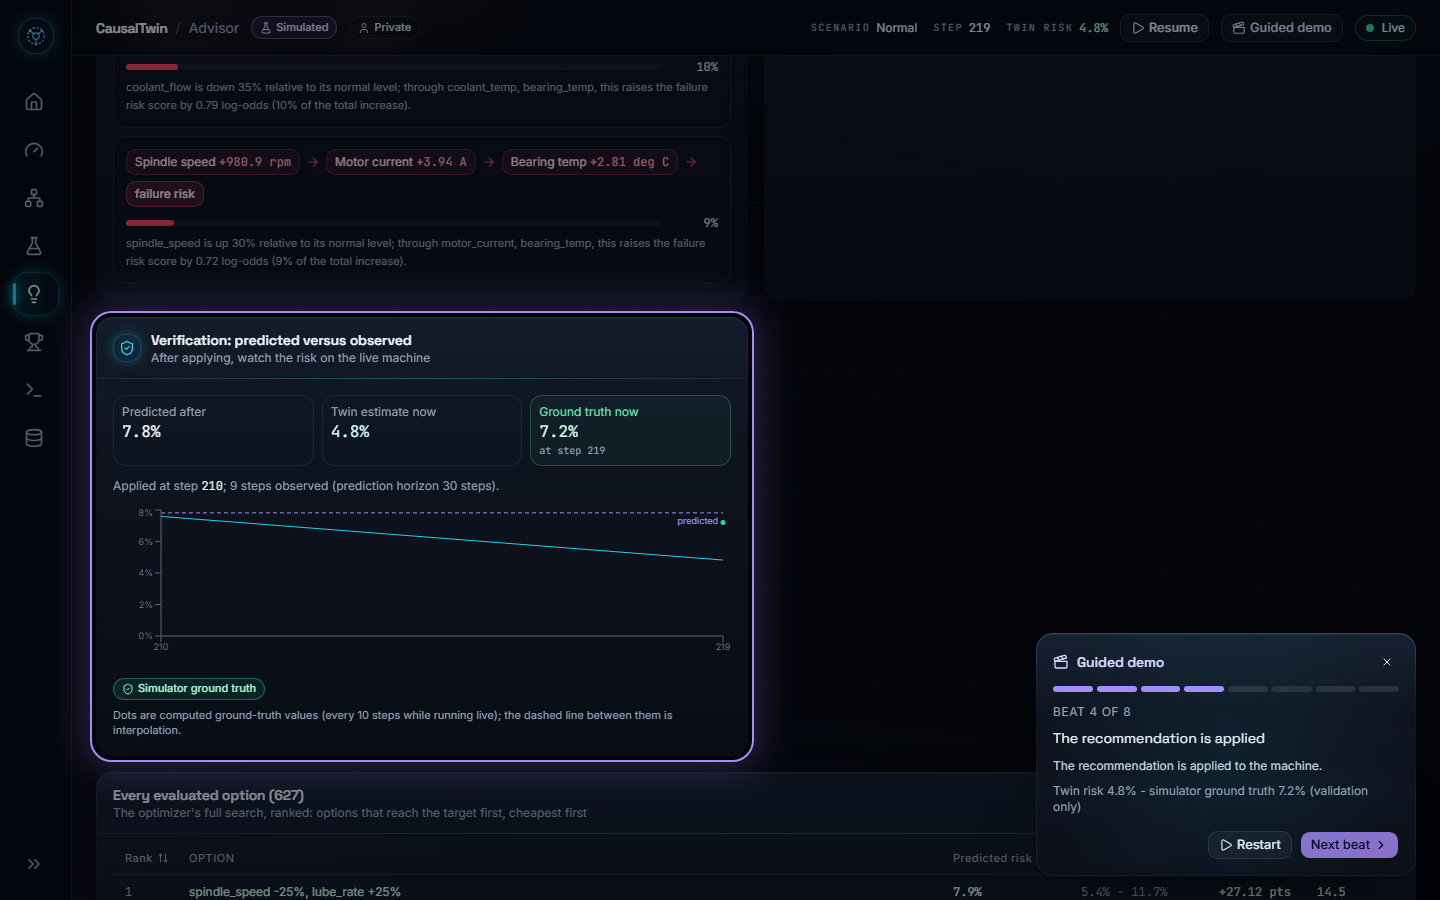 CausalTwin / Advisor Simulated Private
SCENARIO Normal STEP 219 TWIN RISK 4.8% Resume Guided demo Live
10%
coolant_flow is down 35% relative to its normal level; through coolant_temp, bearing_temp, this raises the failure
risk score by 0.79 log-odds (10% of the total increase).
Spindle speed +980.9 rpm → Motor current +3.94 A → Bearing temp +2.81 deg C →
failure risk
9%
spindle_speed is up 30% relative to its normal level; through motor_current, bearing_temp, this raises the failure
risk score by 0.72 log-odds (9% of the total increase).
Verification: predicted versus observed
After applying, watch the risk on the live machine
Predicted after
7.8%
Twin estimate now
4.8%
Ground truth now
7.2%
at step 219
Applied at step 210; 9 steps observed (prediction horizon 30 steps).
8%
predicted
6%
4%
2%
0%
210 219
Simulator ground truth
Dots are computed ground-truth values (every 10 steps while running live); the dashed line between them is
interpolation.
Every evaluated option (627)
The optimizer's full search, ranked: options that reach the target first, cheapest first
Rank OPTION Predicted risk
1 spindle_speed -25%, lube_rate +25% 7.9% 5.4% - 11.7% +27.12 pts 14.5
Guided demo
BEAT 4 OF 8
The recommendation is applied
The recommendation is applied to the machine.
Twin risk 4.8% - simulator ground truth 7.2% (validation
only)
Restart Next beat